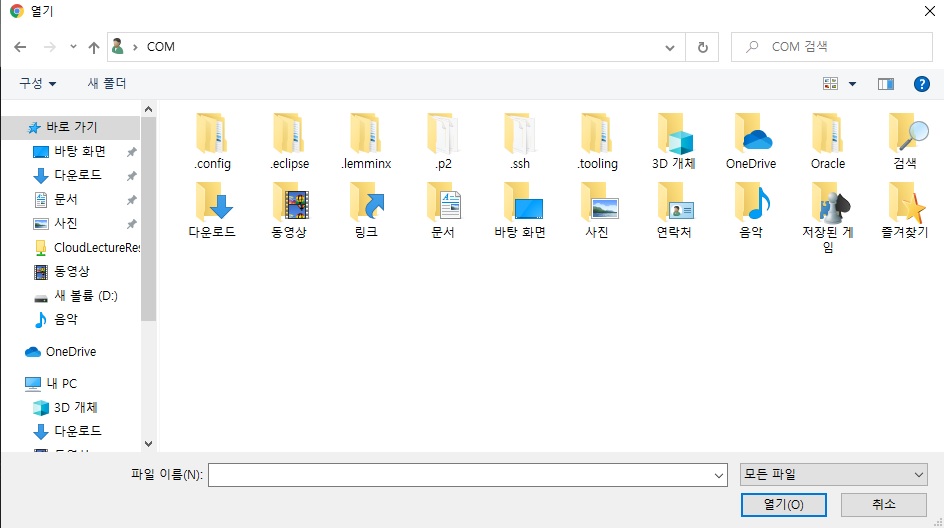 열기
COM
COM 검색
구성
새 폴더
바로 가기
바탕 화면
다운로드
문서
사진
CloudLectureRes
동영상
새 볼륨 (D:)
음악
OneDrive
내 PC
3D 개체
다운로드
.config
.eclipse
.lemminx
.p2
.ssh
.tooling
3D 개체
OneDrive
Oracle
검색
다운로드
동영상
링크
문서
바탕 화면
사진
연락처
음악
저장된 게
임
즐겨찾기
파일 이름(N):
모든 파일
열기(O)
취소